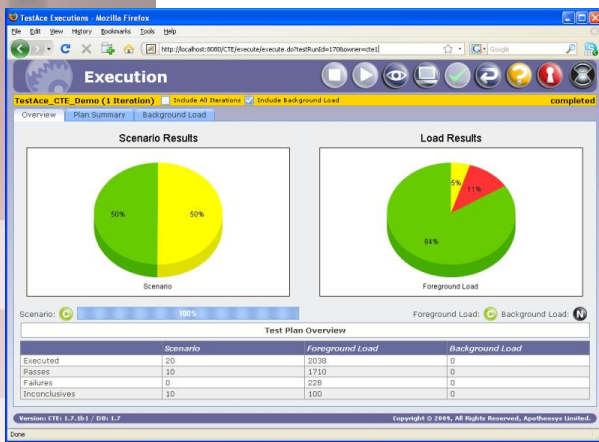 TestAce Executions - Mozilla Firefox
File Edit View History Bookmarks Tools Help
http://localhost:8080/CTE/execute/execute.do?testRunId=170&owner=cte1
Google
Execution
TestAce_CTE_Demo (1 Iteration) Include All Iterations Include Background Load completed
Overview Plan Summary Background Load
Scenario Results
50% 50%
Scenario
Load Results
5%
11%
84%
Foreground Load
Scenario: C 100% Foreground Load: C Background Load: N
Test Plan Overview
Scenario Foreground Load Background Load
Executed 20 2038 0
Passes 10 1710 0
Failures 0 228 0
Inconclusives 10 100 0
Version: CTE: 1.7.1b1 / DB: 1.7 Copyright © 2009, All Rights Reserved, Apotheosys Limited.
Done